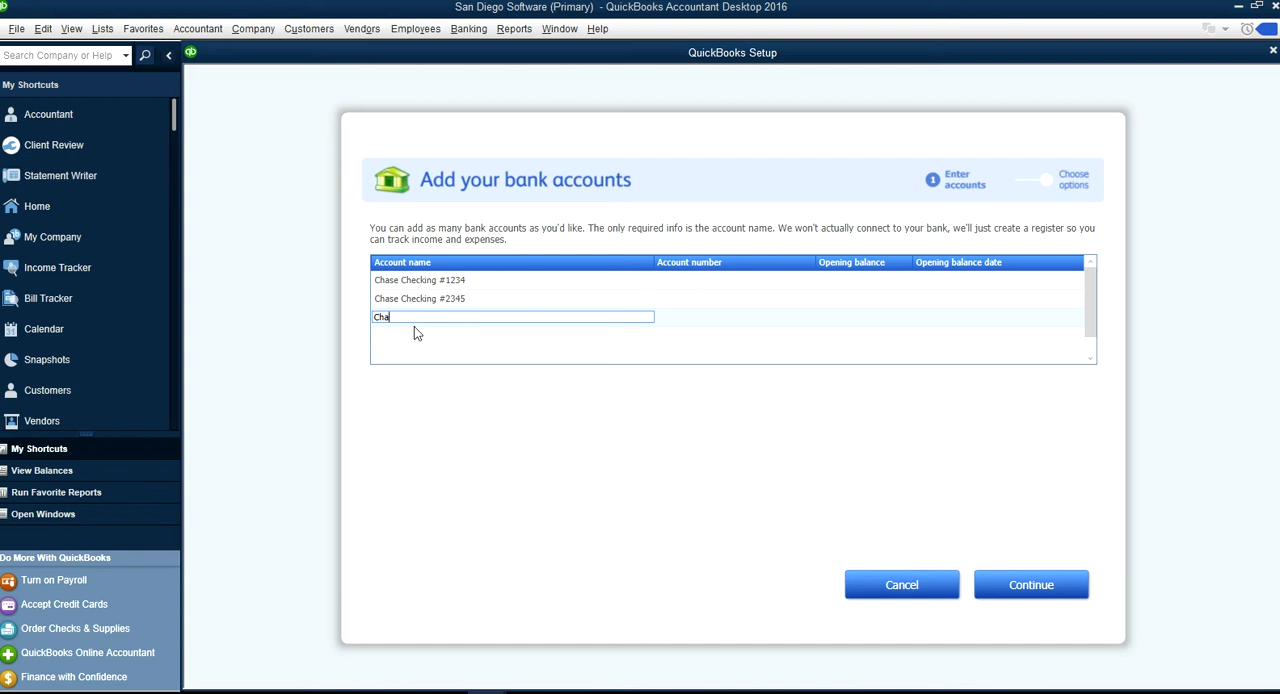 San Diego Software (Primary) - QuickBooks Accountant Desktop 2016
File Edit View Lists Favorites Accountant Company Customers Vendors Employees Banking Reports Window Help
Search Company or Help
QuickBooks Setup
My Shortcuts
Accountant
Client Review
Statement Writer
Home
My Company
Income Tracker
Bill Tracker
Calendar
Snapshots
Customers
Vendors
My Shortcuts
View Balances
Run Favorite Reports
Open Windows
Do More With QuickBooks
Turn on Payroll
Accept Credit Cards
Order Checks & Supplies
QuickBooks Online Accountant
Finance with Confidence
Add your bank accounts
1 Enter accounts
Choose options
You can add as many bank accounts as you'd like. The only required info is the account name. We won't actually connect to your bank, we'll just create a register so you
can track income and expenses.
Account name Account number Opening balance Opening balance date
Chase Checking #1234
Chase Checking #2345
Cha
Cancel Continue